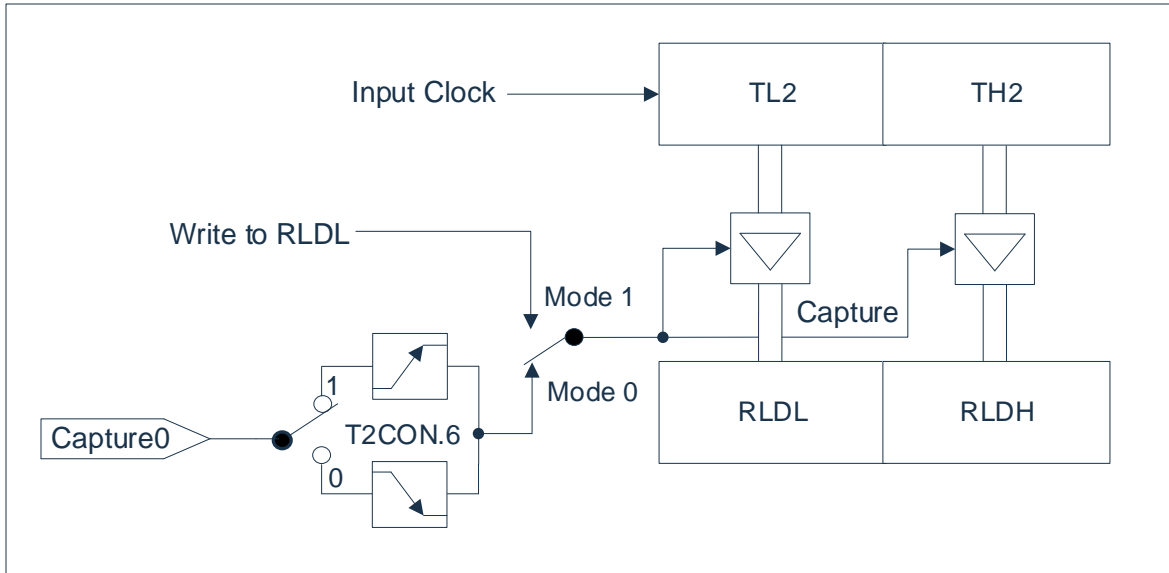 Input Clock
TL2
TH2
Write to RLDL
Mode 1
Capture
Mode 0
1
Capture0
T2CON.6
0
RLDL
RLDH